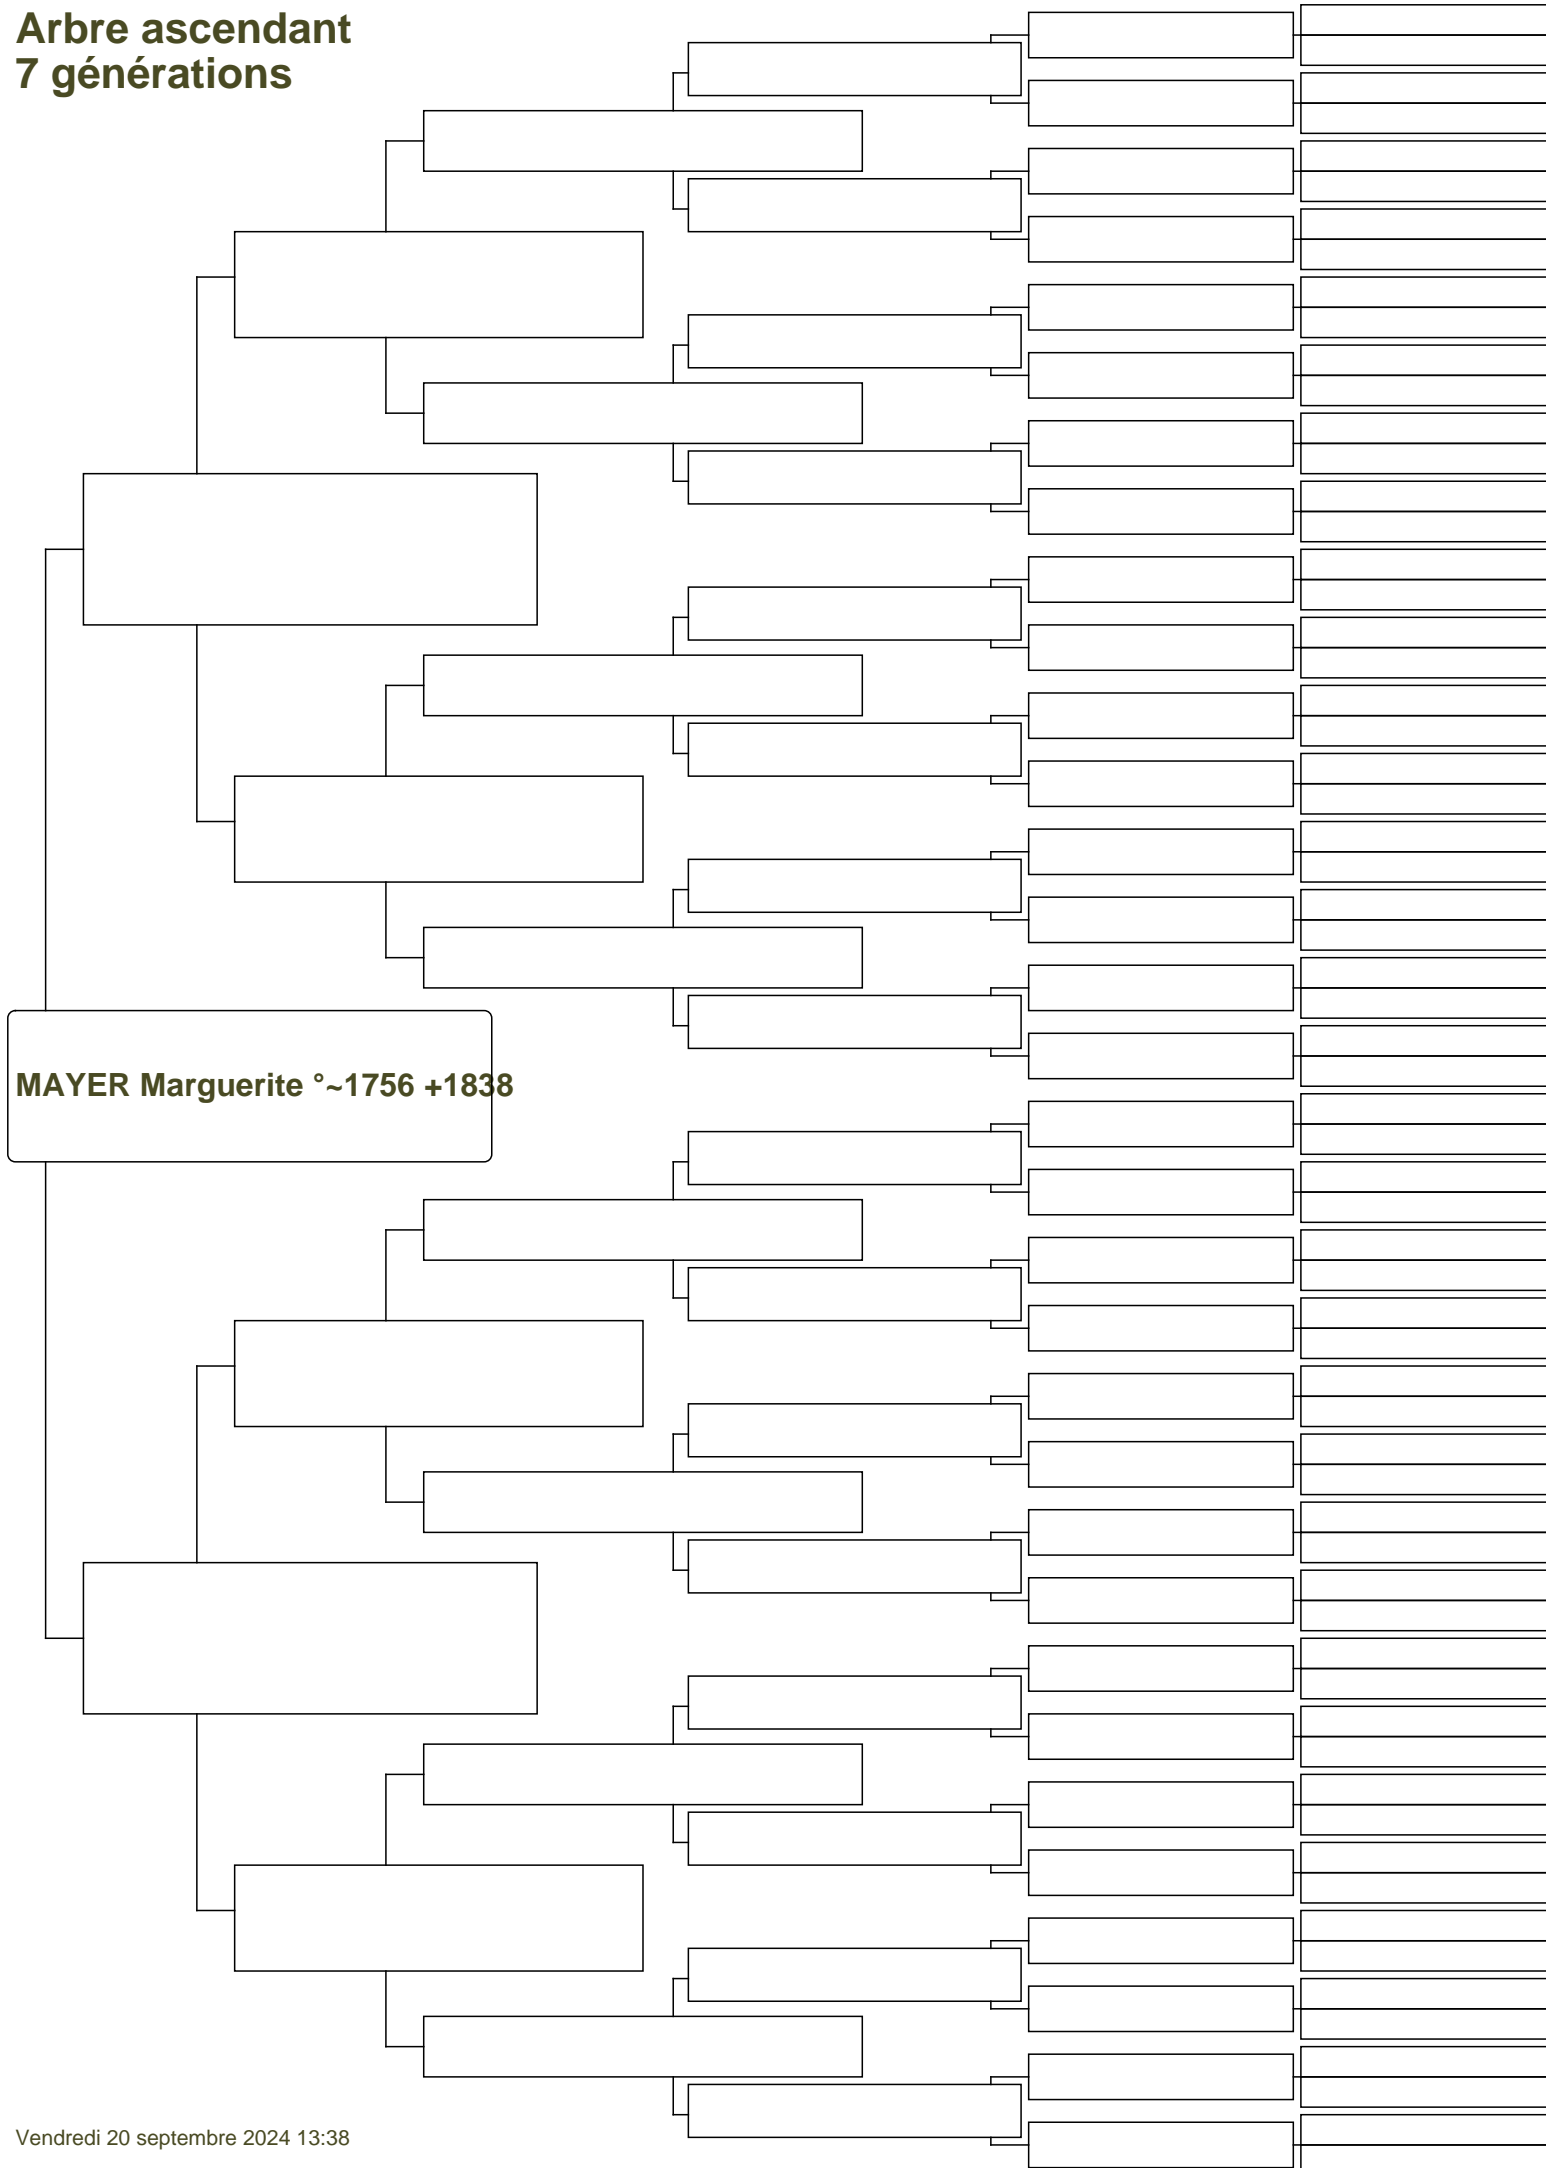 Arbre ascendant
7 générations
MAYER Marguerite °~1756 +1838
Vendredi 20 septembre 2024 13:38